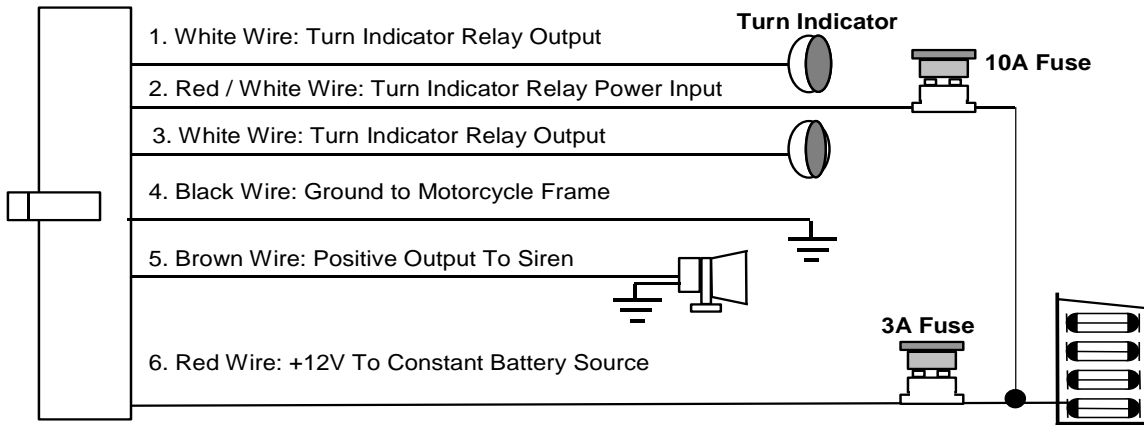 Turn Indicator
1. White Wire: Turn Indicator Relay Output
10A Fuse
2. Red / White Wire: Turn Indicator Relay Power Input
3. White Wire: Turn Indicator Relay Output
4. Black Wire: Ground to Motorcycle Frame
5. Brown Wire: Positive Output To Siren
3A Fuse
6. Red Wire: +12V To Constant Battery Source